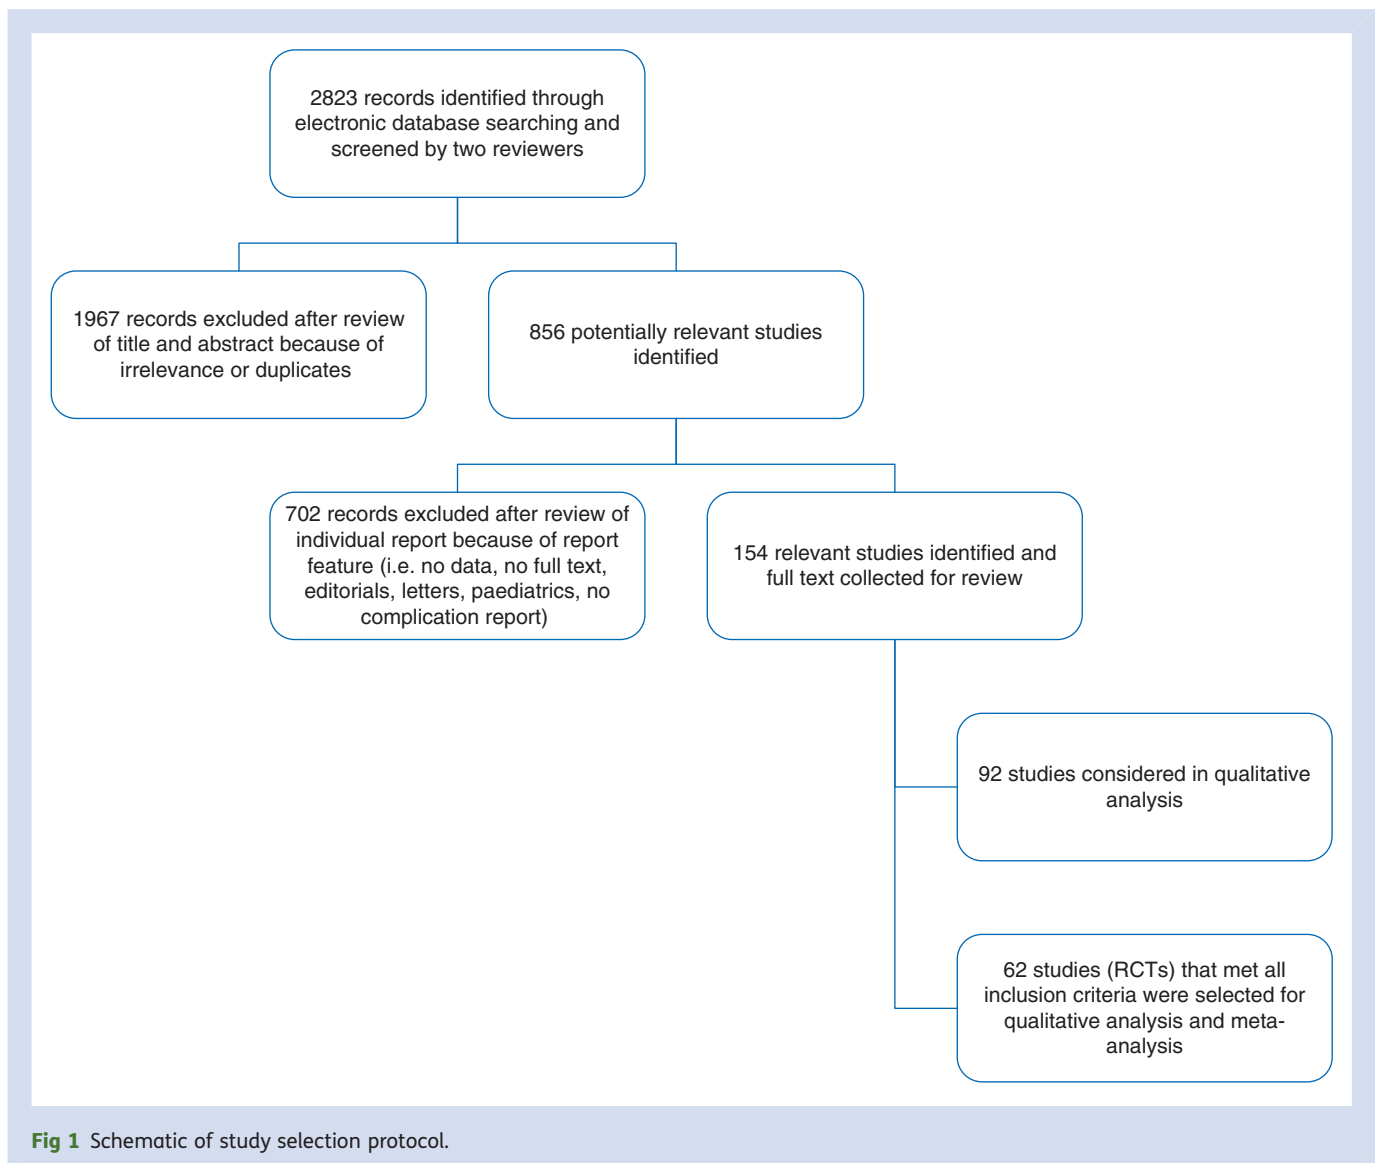 2823 records identified through
electronic database searching and
screened by two reviewers
1967 records excluded after review
of title and abstract because of
irrelevance or duplicates
856 potentially relevant studies
identified
702 records excluded after review of
individual report because of report
feature (i.e. no data, no full text,
editorials, letters, paediatrics, no
complication report)
154 relevant studies identified and
full text collected for review
92 studies considered in qualitative
analysis
62 studies (RCTs) that met all
inclusion criteria were selected for
qualitative analysis and meta-
analysis
Fig 1 Schematic of study selection protocol.